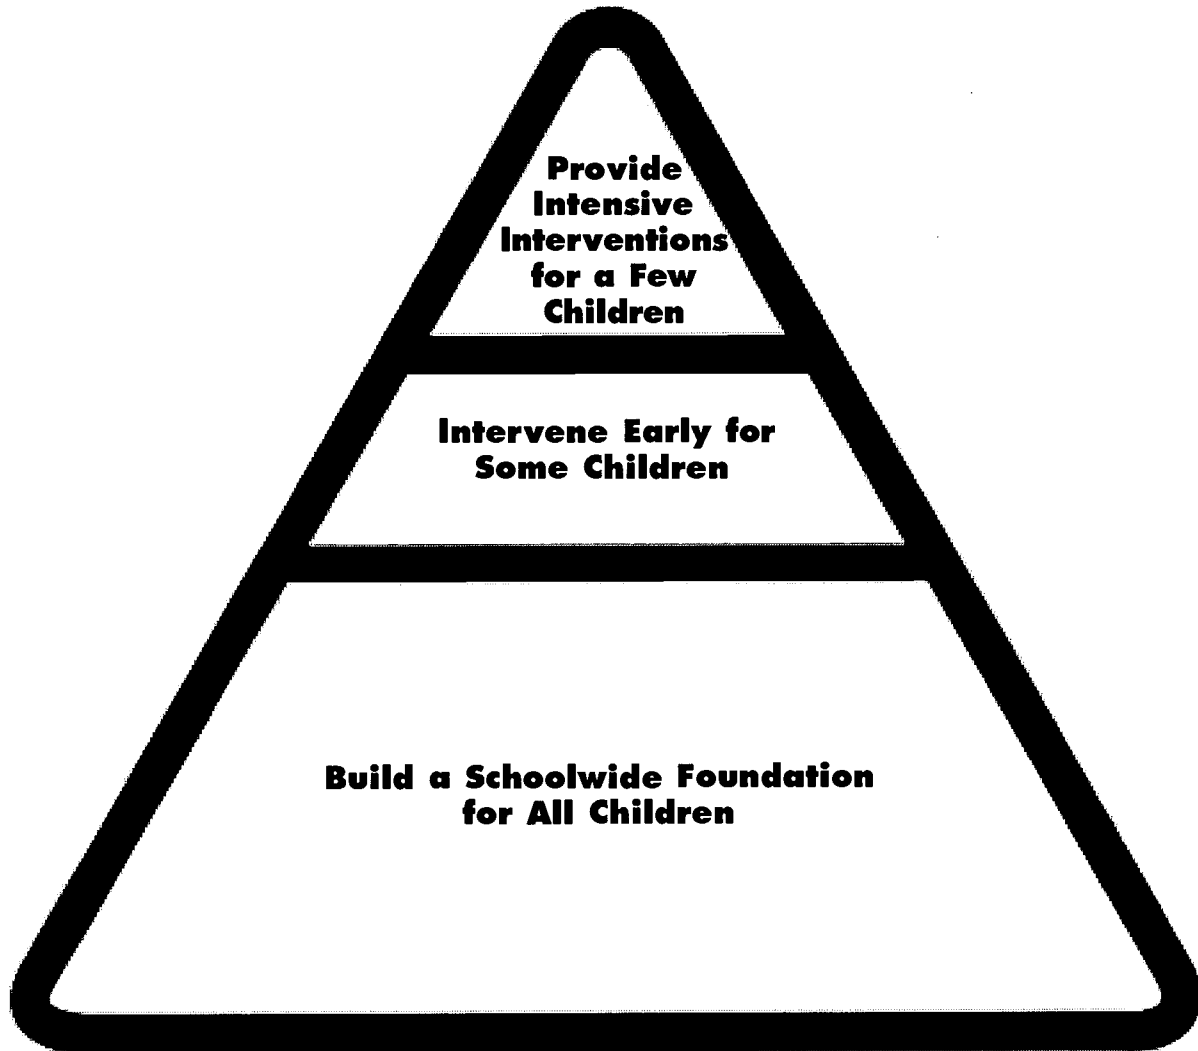 Provide
Intensive
Interventions
for a Few
Children
Intervene Early for
Some Children
Build a Schoolwide Foundation
for All Children